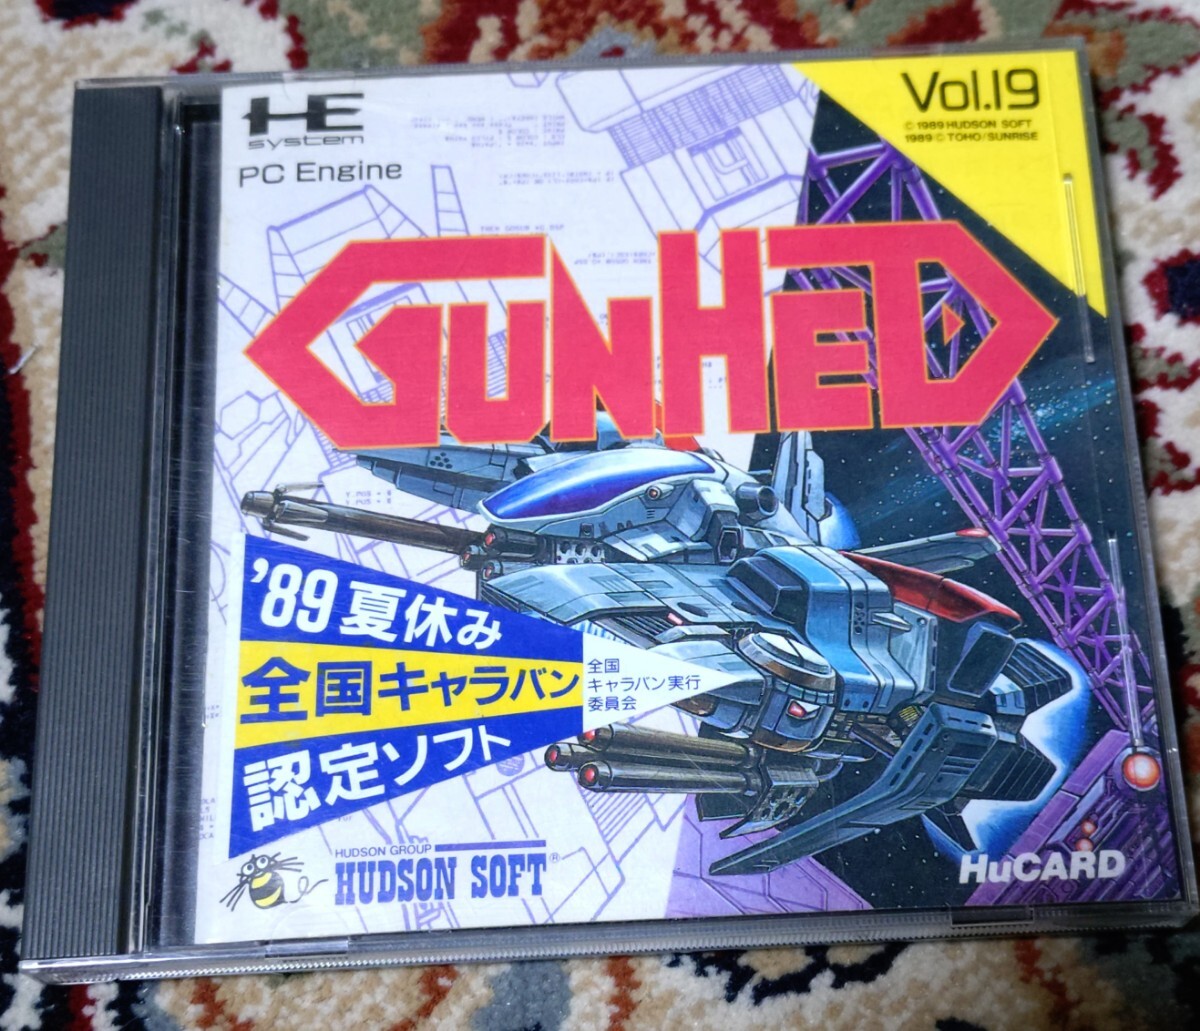 HE
system
PC Engine
Vol.19
© 1989 HUDSON SOFT
1989 © TOHO/SUNRISE
GUNHED
'89 夏休み
全国キャラバン
認定ソフト
全国
キャラバン実行
委員会
HUDSON GROUP
HUDSON SOFT®
HuCARD